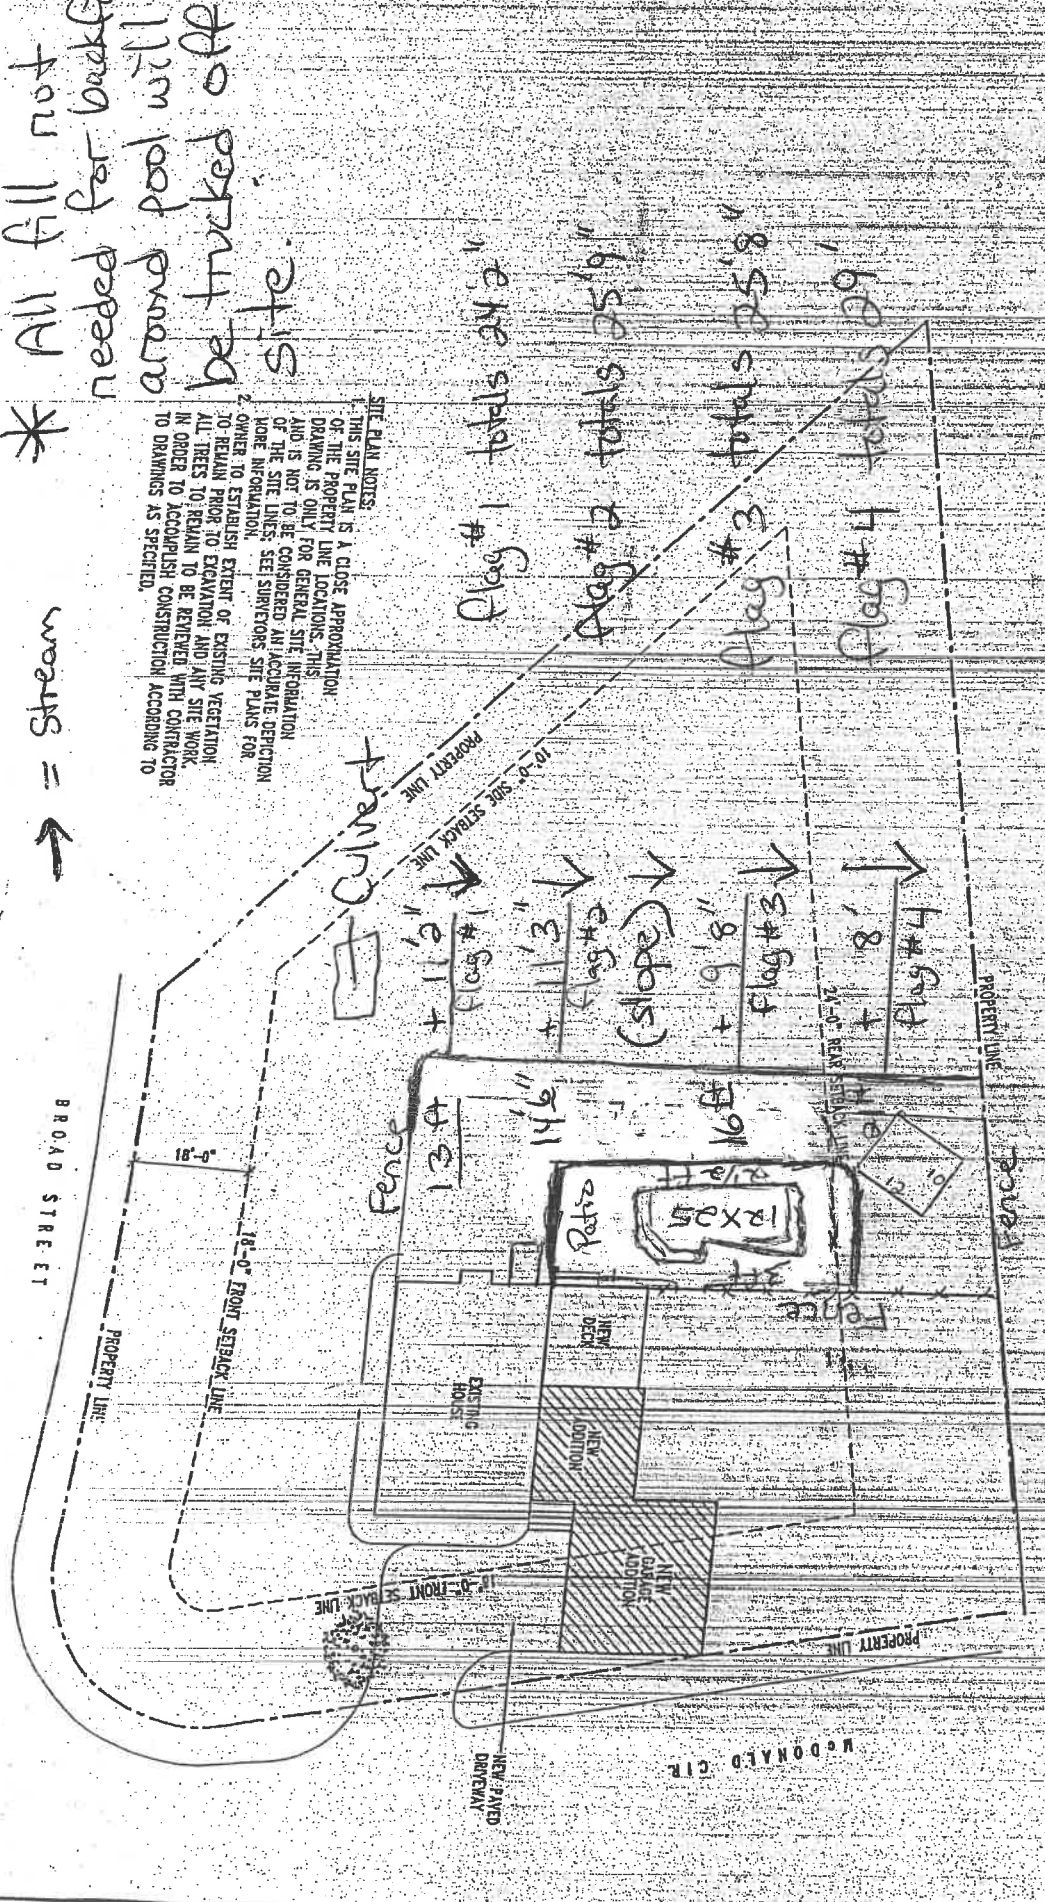 * All fill not
needed for
around pool will
be trucked off
site.
→ = Stream
SITE PLAN NOTES:
1. THIS SITE PLAN IS A CLOSE APPROXIMATION
OF THE PROPERTY LINE LOCATIONS. THIS
DRAWING IS ONLY FOR GENERAL SITE INFORMATION
AND IS NOT TO BE CONSIDERED AN ACCURATE DEPICTION
OF THE SITE LINES; SEE SURVEYORS SITE PLANS FOR
MORE INFORMATION.
2. OWNER TO ESTABLISH EXTENT OF EXISTING VEGETATION
TO REMAIN PRIOR TO EXCAVATION AND ANY SITE WORK.
ALL TREES TO REMAIN TO BE REVIEWED WITH CONTRACTOR
IN ORDER TO ACCOMPLISH CONSTRUCTION ACCORDING TO
TO DRAWINGS AS SPECIFIED.
flag #1 totals 24'2"
flag #2 totals 25'9"
flag #3 totals 25'8"
flag #4 totals 29'
Culvert
PROPERTY LINE
10'-0" SIDE SETBACK LINE
+ 11'2"
flag #1
+ 11'3"
flag #2
(slope)
+ 9'8"
flag #3
+ 8'
flag #4
PROPERTY LINE
24'-0" REAR SETBACK LINE
Fence
13 ft
14'6"
16 ft
Patio
12X25
10
12
Fence
Fence
BROAD STREET
18'-0"
18'-0" FRONT SETBACK LINE
PROPERTY LINE
NEW
DECK
EXISTING
HOUSE
NEW
ADDITION
NEW
GARAGE
ADDITION
FRONT SETBACK LINE
PROPERTY LINE
NEW PAVED
DRIVEWAY
McDONALD CIR